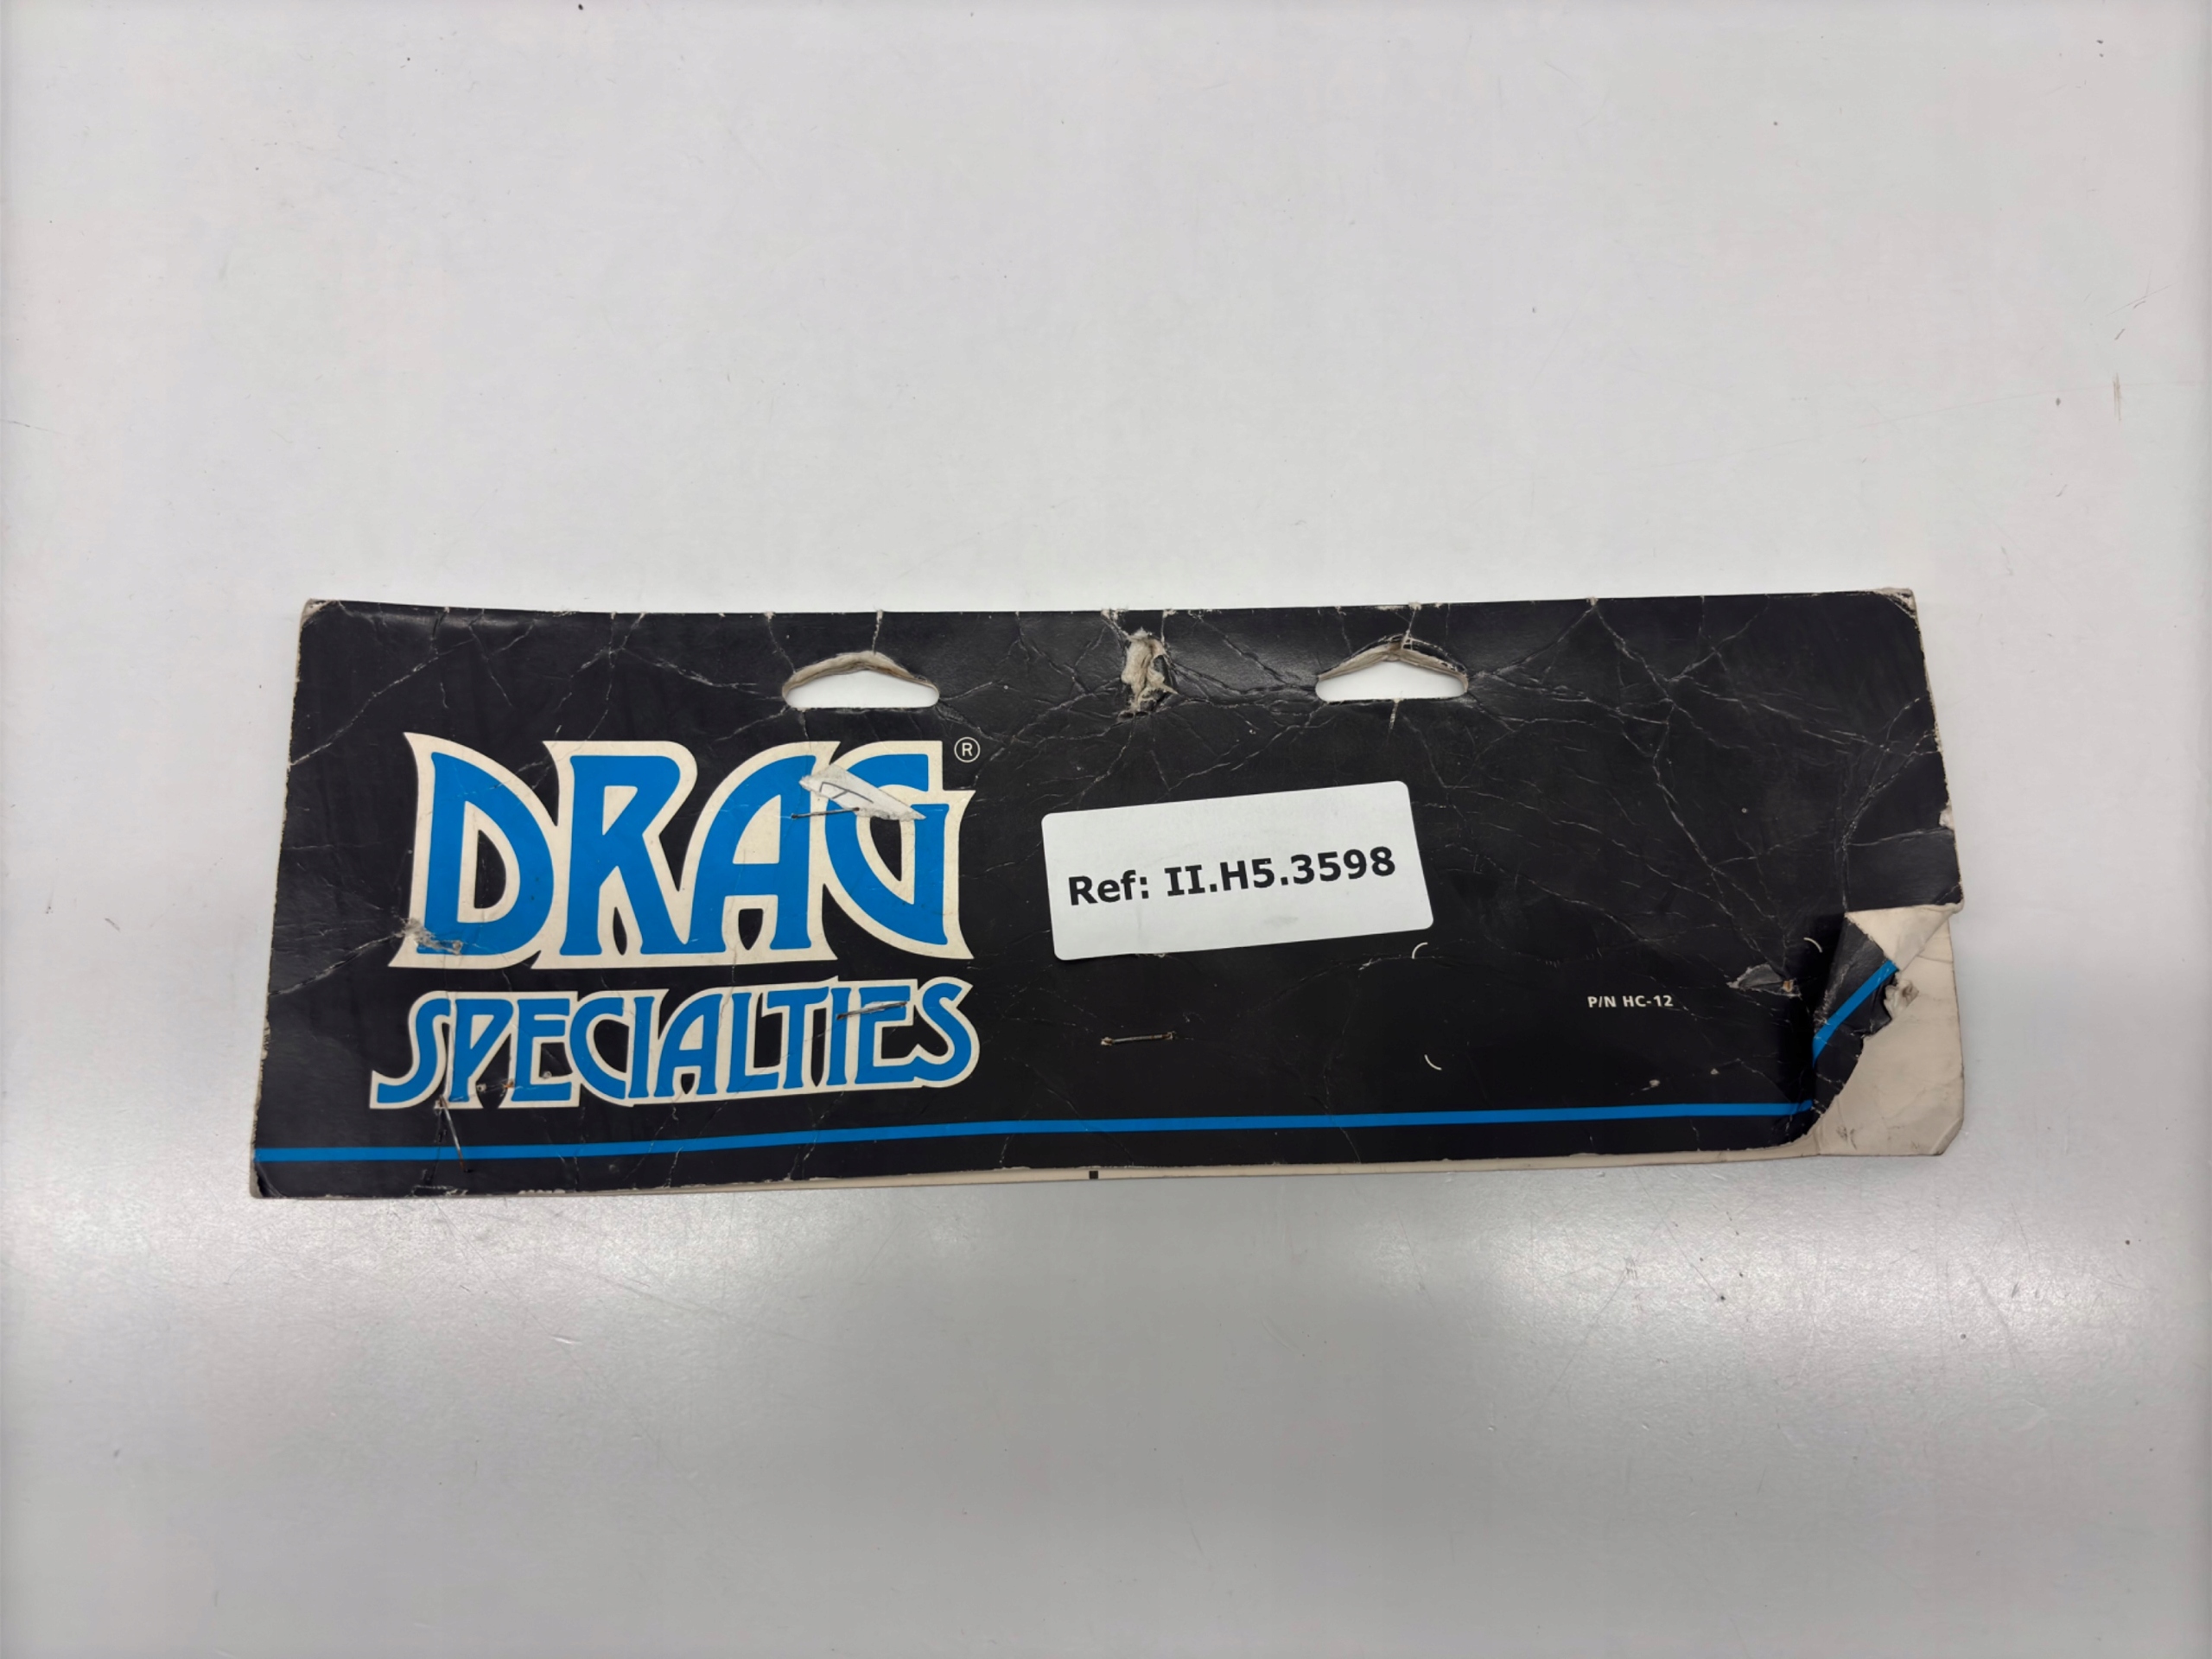 DRAG®
SPECIALTIES
Ref: II.H5.3598
P/N HC-12